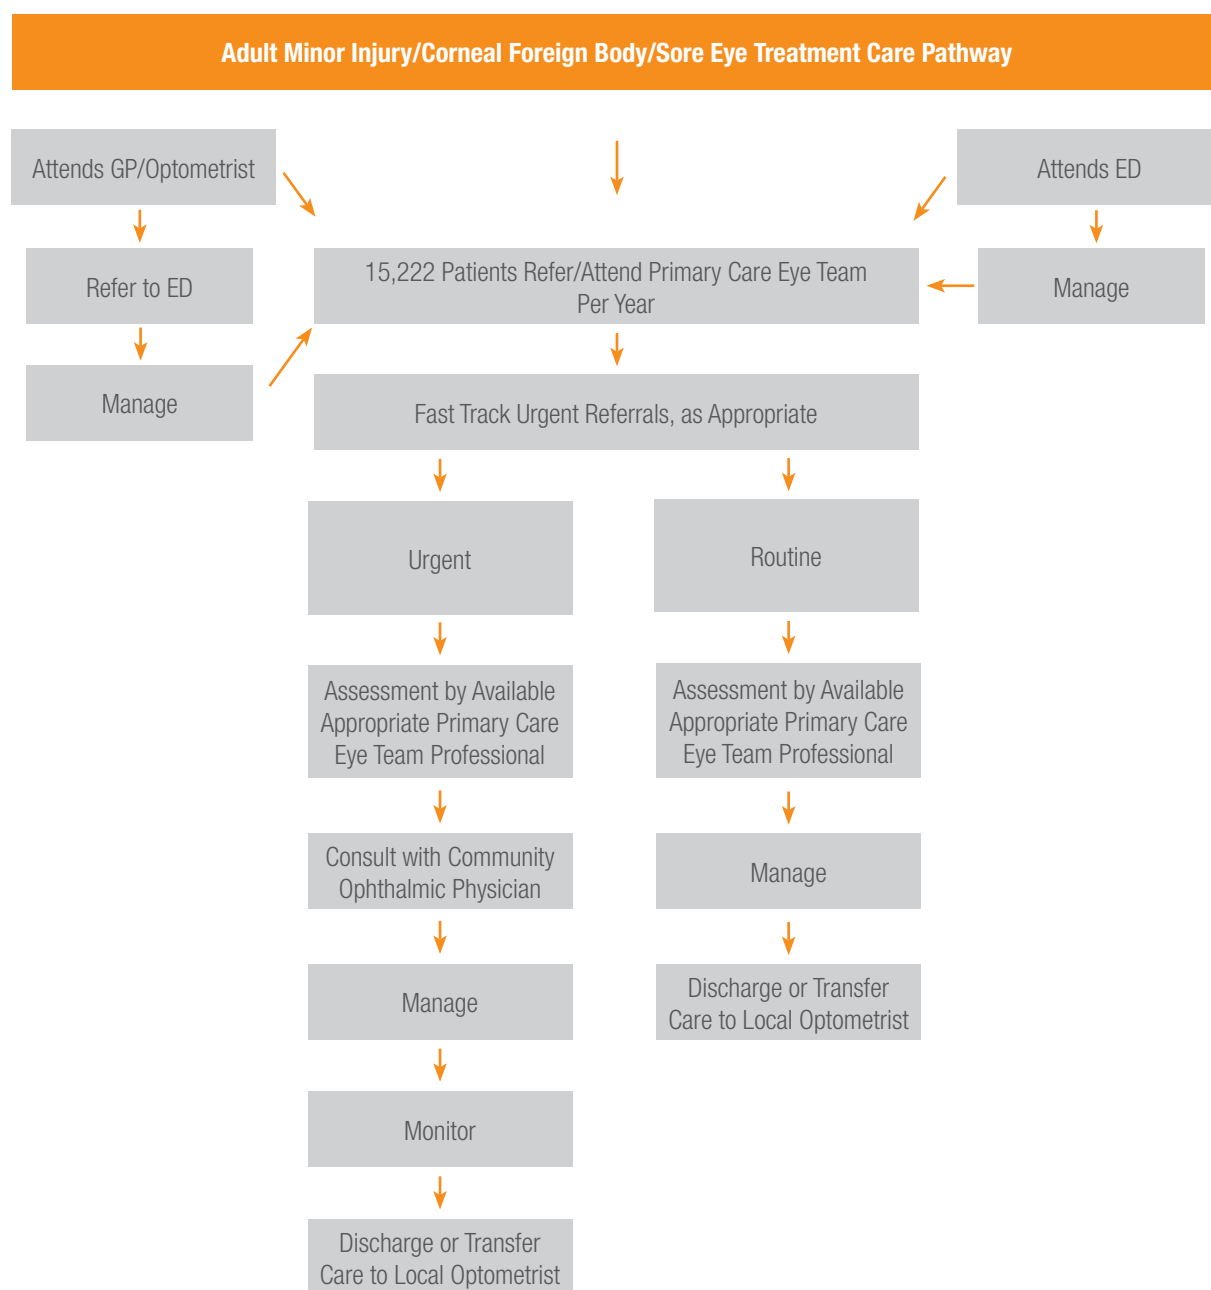 Adult Minor Injury/Corneal Foreign Body/Sore Eye Treatment Care Pathway
Attends GP/Optometrist
Attends ED
Refer to ED
15,222 Patients Refer/Attend Primary Care Eye Team
Per Year
Manage
Manage
Fast Track Urgent Referrals, as Appropriate
Urgent
Routine
Assessment by Available
Appropriate Primary Care
Eye Team Professional
Assessment by Available
Appropriate Primary Care
Eye Team Professional
Consult with Community
Ophthalmic Physician
Manage
Manage
Discharge or Transfer
Care to Local Optometrist
Monitor
Discharge or Transfer
Care to Local Optometrist